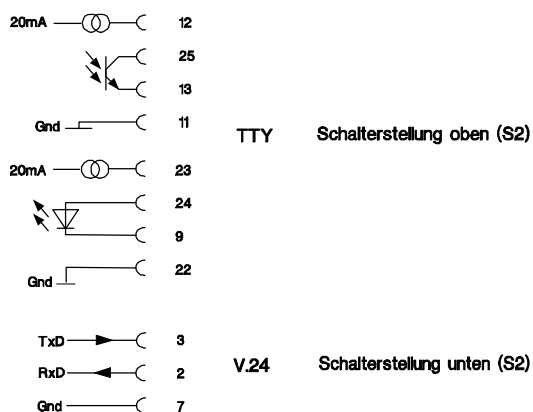 20mA 12
25
13
Gnd 11
TTY Schalterstellung oben (S2)
20mA 23
24
9
Gnd 22
TxD 3
RxD 2
V.24 Schalterstellung unten (S2)
Gnd 7